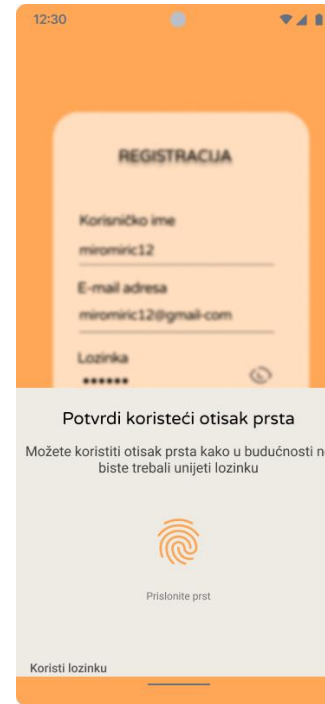 12:30
REGISTRACIJA
Korisničko ime
miromiric12
E-mail adresa
miromiric12@gmail-com
Lozinka
••••••
Potvrdi koristeći otisak prsta
Možete koristiti otisak prsta kako u budućnosti n
biste trebali unijeti lozinku
Prislonite prst
Koristi lozinku